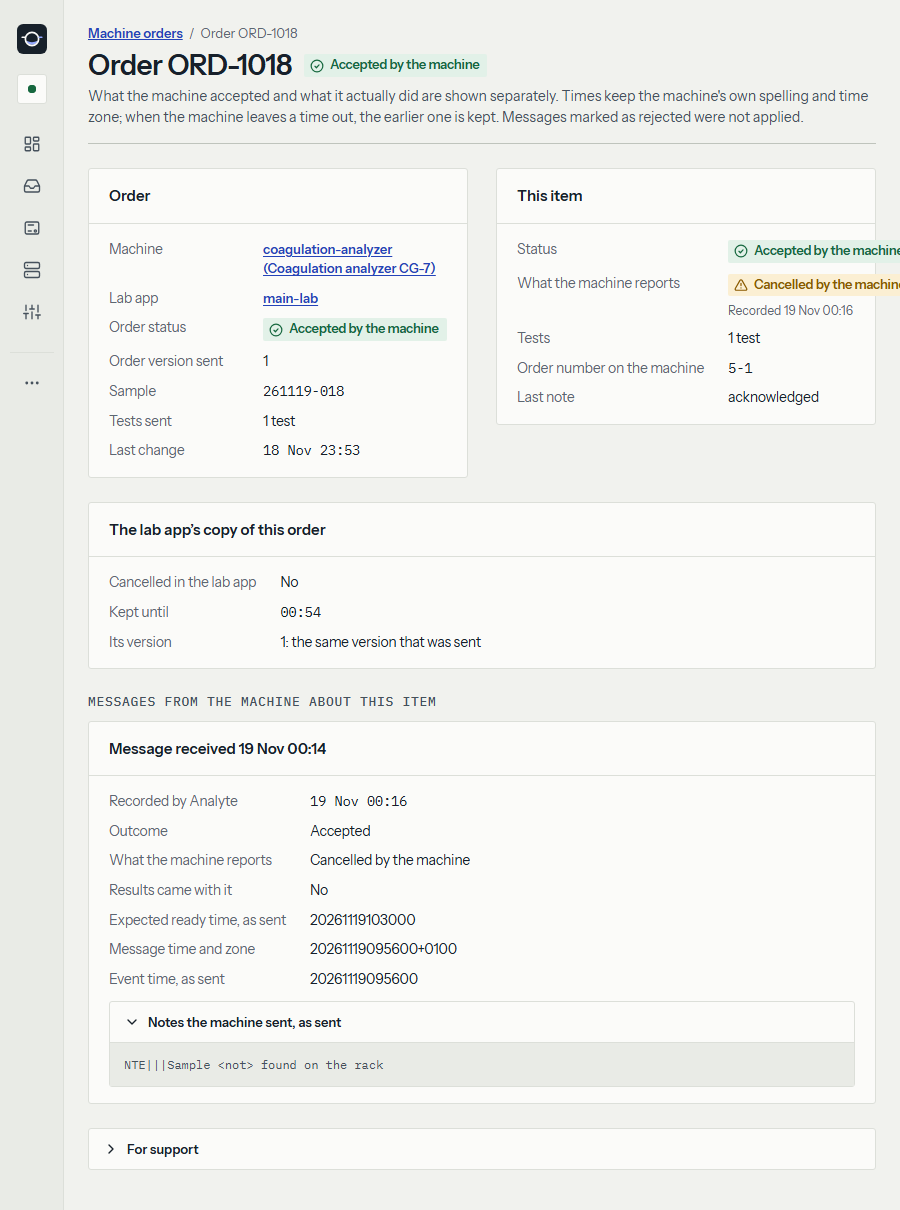 Machine orders / Order ORD-1018
Order ORD-1018 Accepted by the machine
What the machine accepted and what it actually did are shown separately. Times keep the machine's own spelling and time
zone; when the machine leaves a time out, the earlier one is kept. Messages marked as rejected were not applied.
Order
Machine coagulation-analyzer
(Coagulation analyzer CG-7)
Lab app main-lab
Order status Accepted by the machine
Order version sent 1
Sample 261119-018
Tests sent 1 test
Last change 18 Nov 23:53
This item
Status Accepted by the machine
What the machine reports Cancelled by the machine
Recorded 19 Nov 00:16
Tests 1 test
Order number on the machine 5-1
Last note acknowledged
The lab app's copy of this order
Cancelled in the lab app No
Kept until 00:54
Its version 1: the same version that was sent
MESSAGES FROM THE MACHINE ABOUT THIS ITEM
Message received 19 Nov 00:14
Recorded by Analyte 19 Nov 00:16
Outcome Accepted
What the machine reports Cancelled by the machine
Results came with it No
Expected ready time, as sent 20261119103000
Message time and zone 20261119095600+0100
Event time, as sent 20261119095600
Notes the machine sent, as sent
NTE|||Sample <not> found on the rack
For support